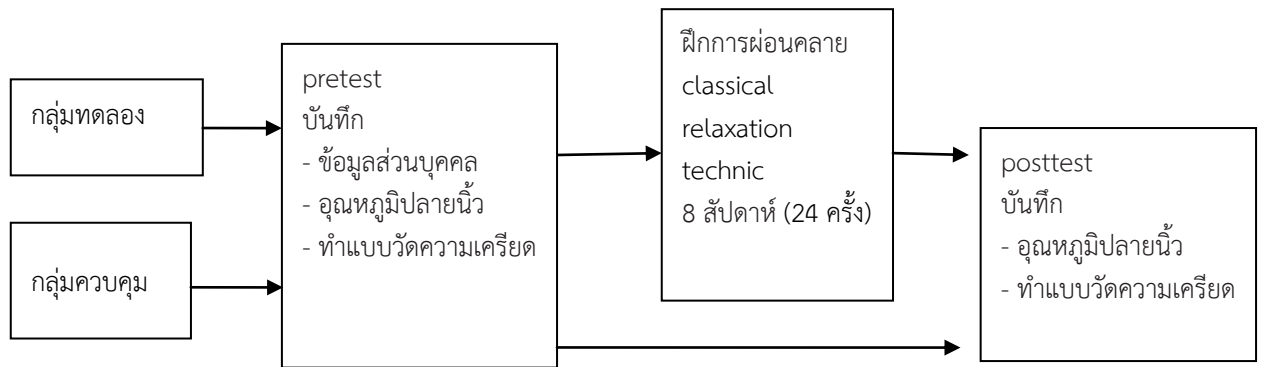 กลุ่มทดลอง
กลุ่มควบคุม
pretest
บันทึก
- ข้อมูลส่วนบุคคล
- อุณหภูมิปลายนิ้ว
- ทำแบบวัดความเครียด
ฝึกการผ่อนคลาย
classical
relaxation
technic
8 สัปดาห์ (24 ครั้ง)
posttest
บันทึก
- อุณหภูมิปลายนิ้ว
- ทำแบบวัดความเครียด